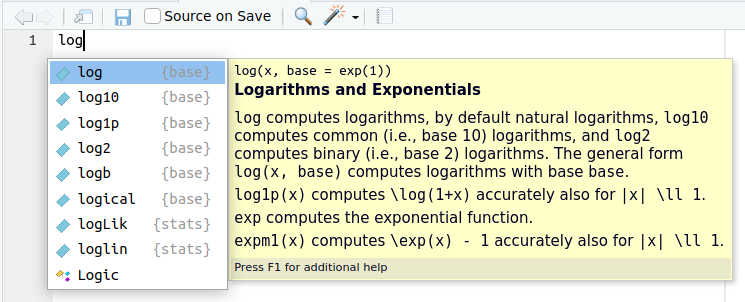 Source on Save
1 log
log {base}
log10 {base}
log1p {base}
log2 {base}
logb {base}
logical {base}
logLik {stats}
loglin {stats}
Logic
log(x, base = exp(1))
Logarithms and Exponentials
log computes logarithms, by default natural logarithms, log10
computes common (i.e., base 10) logarithms, and log2
computes binary (i.e., base 2) logarithms. The general form
log(x, base) computes logarithms with base base.
log1p(x) computes \log(1+x) accurately also for |x| \ll 1.
exp computes the exponential function.
expm1(x) computes \exp(x) - 1 accurately also for |x| \ll 1.
Press F1 for additional help